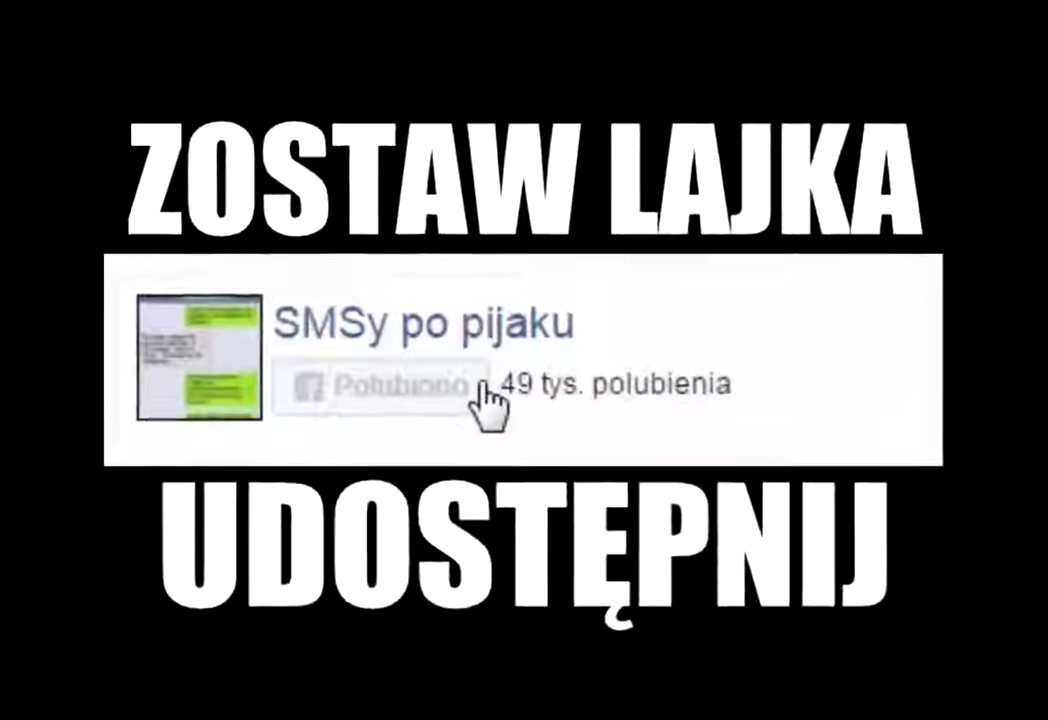 ZOSTAW LAJKA
SMSy po pijaku
Polubiono 49 tys. polubienia
UDOSTĘPNIJ